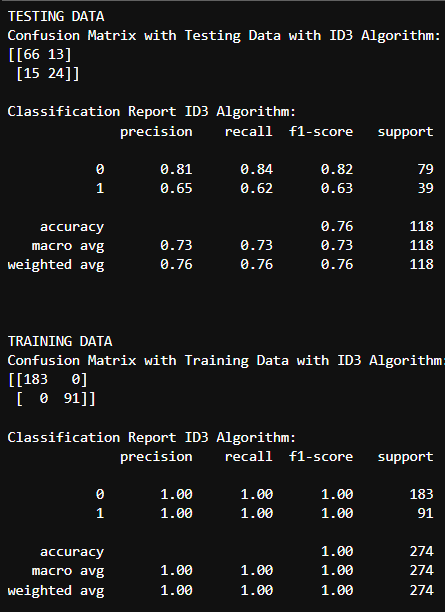 TESTING DATA
Confusion Matrix with Testing Data with ID3 Algorithm:
[[66 13]
 [15 24]]
Classification Report ID3 Algorithm:
precision recall f1-score support
0 0.81 0.84 0.82 79
1 0.65 0.62 0.63 39
accuracy 0.76 118
macro avg 0.73 0.73 0.73 118
weighted avg 0.76 0.76 0.76 118
TRAINING DATA
Confusion Matrix with Training Data with ID3 Algorithm:
[[183 0]
 [ 0 91]]
Classification Report ID3 Algorithm:
precision recall f1-score support
0 1.00 1.00 1.00 183
1 1.00 1.00 1.00 91
accuracy 1.00 274
macro avg 1.00 1.00 1.00 274
weighted avg 1.00 1.00 1.00 274